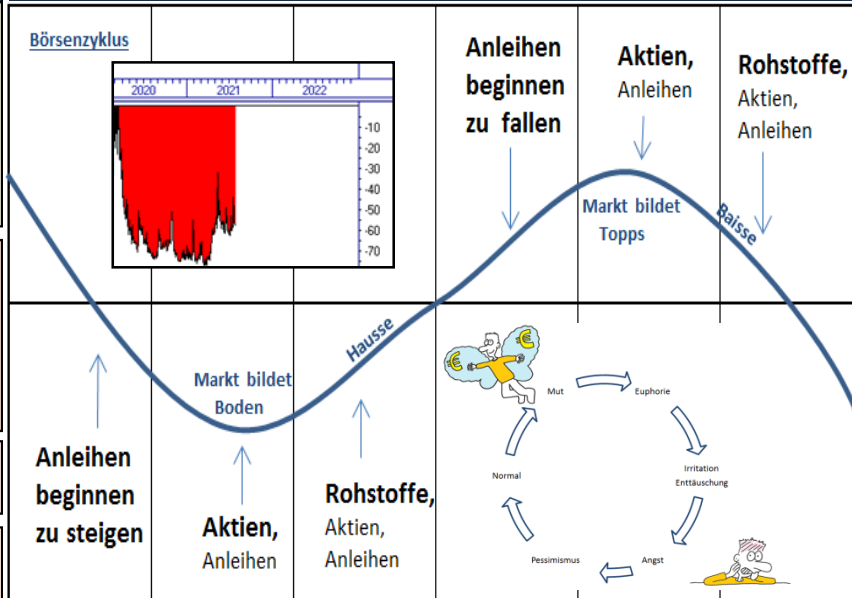 Börsenzyklus
2020 2021 2022
-10
-20
-30
-40
-50
-60
-70
Anleihen
beginnen
zu fallen
Aktien,
Anleihen
Rohstoffe,
Aktien,
Anleihen
Markt bildet
Topps
Baisse
Hausse
Markt bildet
Boden
Anleihen
beginnen
zu steigen
Aktien,
Anleihen
Rohstoffe,
Aktien,
Anleihen
€ €
Mut
Euphorie
Irritation
Enttäuschung
Angst
Pessimismus
Normal